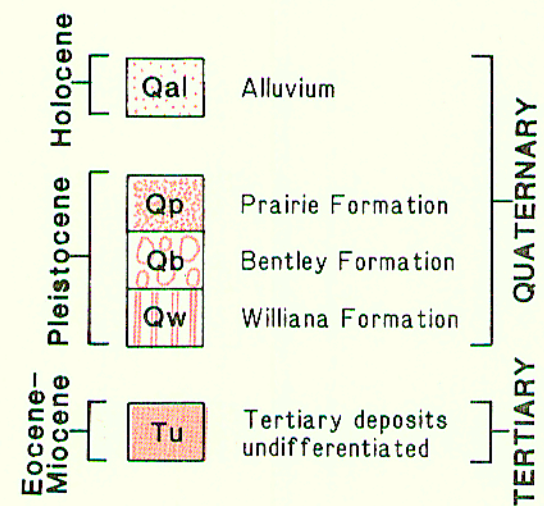 Holocene
Qal
Alluvium
Pleistocene
Qp
Prairie Formation
Qb
Bentley Formation
Qw
Williana Formation
QUATERNARY
Eocene–
Miocene
Tu
Tertiary deposits
undifferentiated
TERTIARY